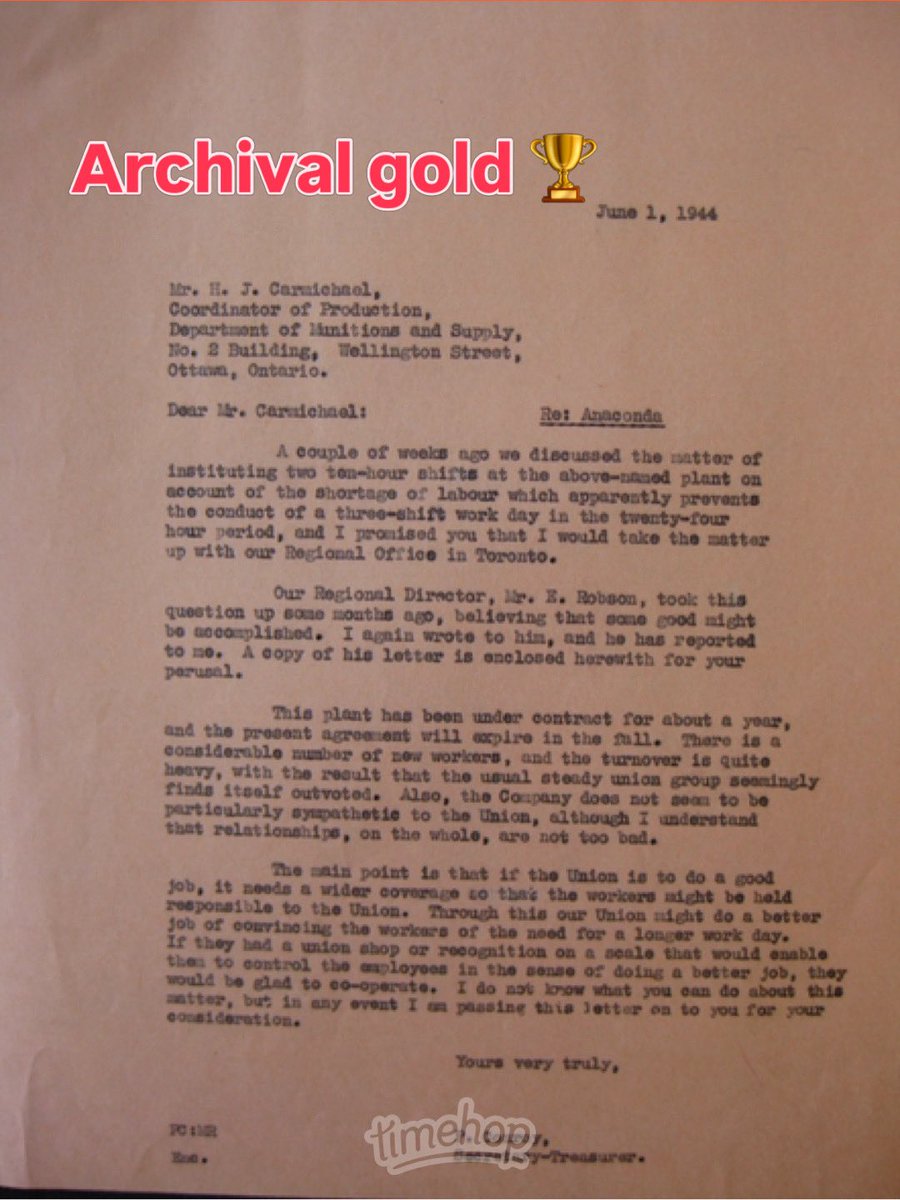 Archival gold 🏆
June 1, 1944
Mr. H. J. Carmichael,
Coordinator of Production,
Department of Munitions and Supply,
No. 2 Building, Wellington Street,
Ottawa, Ontario.
Dear Mr. Carmichael: Re: Anaconda
A couple of weeks ago we discussed the matter of
instituting two ten-hour shifts at the above-named plant on
account of the shortage of labour which apparently prevents
the conduct of a three-shift work day in the twenty-four
hour period, and I promised you that I would take the matter
up with our Regional Office in Toronto.
Our Regional Director, Mr. E. Robson, took this
question up some months ago, believing that some good might
be accomplished. I again wrote to him, and he has reported
to me. A copy of his letter is enclosed herewith for your
perusal.
This plant has been under contract for about a year,
and the present agreement will expire in the fall. There is a
considerable number of new workers, and the turnover is quite
heavy, with the result that the usual steady union group seemingly
finds itself outvoted. Also, the Company does not seem to be
particularly sympathetic to the Union, although I understand
that relationships, on the whole, are not too bad.
The main point is that if the Union is to do a good
job, it needs a wider coverage so that the workers might be held
responsible to the Union. Through this our Union might do a better
job of convincing the workers of the need for a longer work day.
If they had a union shop or recognition on a scale that would enable
them to control the employees in the sense of doing a better job, they
would be glad to co-operate. I do not know what you can do about this
matter, but in any event I am passing this letter on to you for your
consideration.
Yours very truly,
PC:MR
Enc. Secretary-Treasurer.
timehop